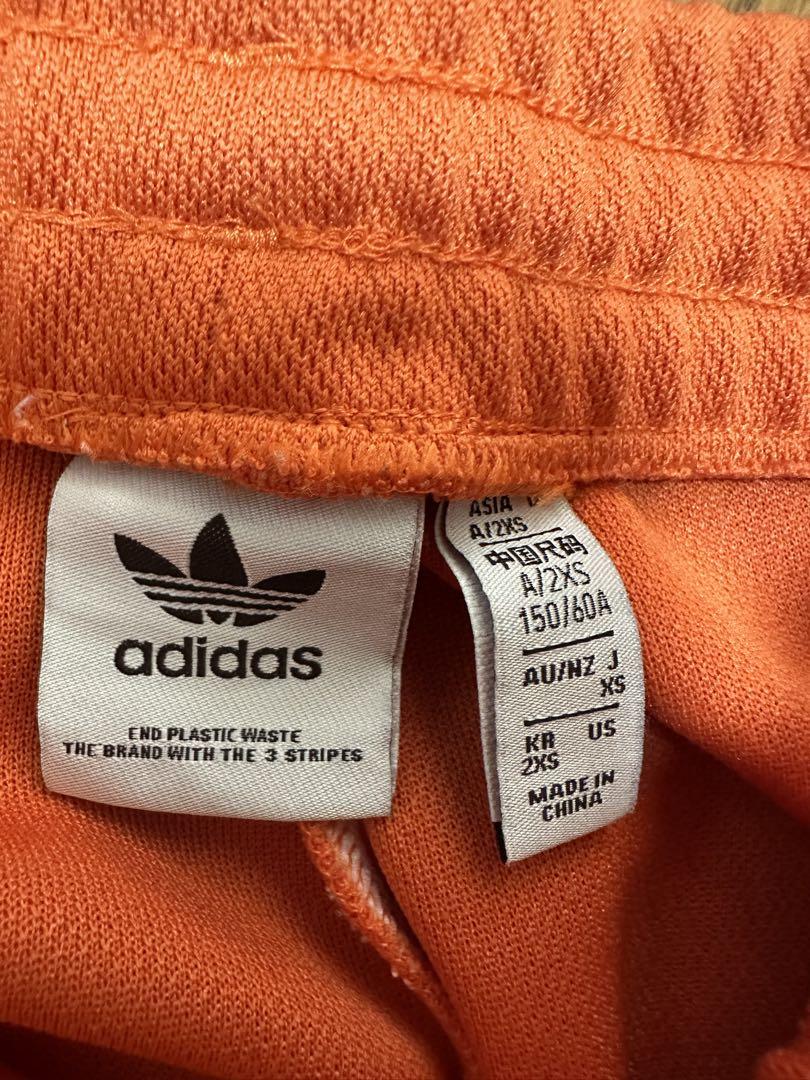 adidas
END PLASTIC WASTE
THE BRAND WITH THE 3 STRIPES
ASIA
A/2XS
中国尺码
A/2XS
150/60A
AU/NZ J
XS
KR US
2XS
MADE IN
CHINA